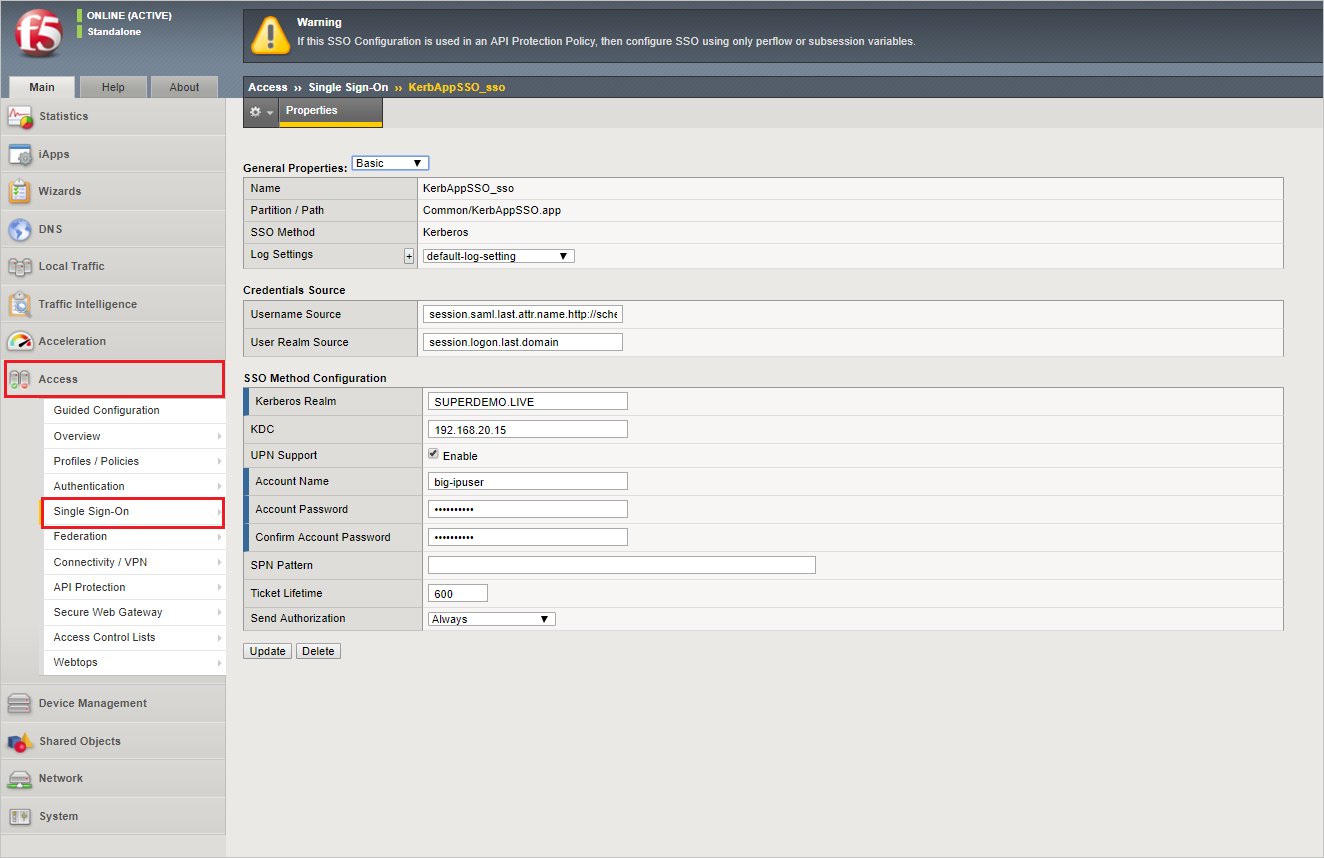 f5
ONLINE (ACTIVE)
Standalone
Main
Help
About
Warning
If this SSO Configuration is used in an API Protection Policy, then configure SSO using only perflow or subsession variables.
Access ›› Single Sign-On ›› KerbAppSSO_sso
Properties
Statistics
iApps
Wizards
DNS
Local Traffic
Traffic Intelligence
Acceleration
Access
Guided Configuration
Overview
Profiles / Policies
Authentication
Single Sign-On
Federation
Connectivity / VPN
API Protection
Secure Web Gateway
Access Control Lists
Webtops
Device Management
Shared Objects
Network
System
General Properties: Basic
Name KerbAppSSO_sso
Partition / Path Common/KerbAppSSO.app
SSO Method Kerberos
Log Settings + default-log-setting
Credentials Source
Username Source session.saml.last.attr.name.http://sche
User Realm Source session.logon.last.domain
SSO Method Configuration
Kerberos Realm SUPERDEMO.LIVE
KDC 192.168.20.15
UPN Support Enable
Account Name big-ipuser
Account Password ••••••••••
Confirm Account Password ••••••••••
SPN Pattern
Ticket Lifetime 600
Send Authorization Always
Update Delete